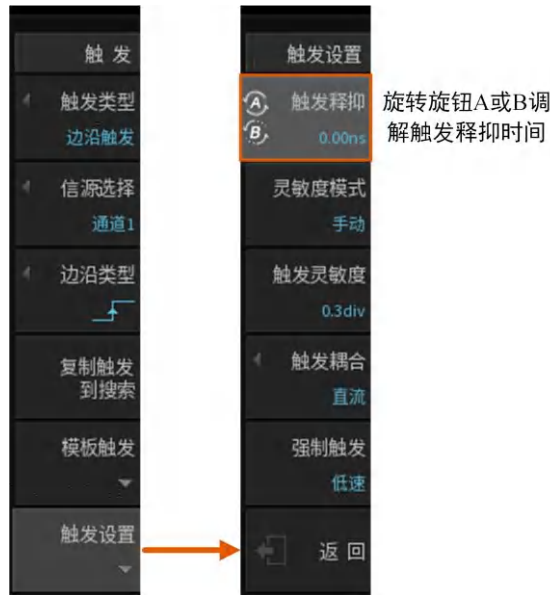 触 发
触发类型
边沿触发
信源选择
通道1
边沿类型
复制触发
到搜索
模板触发
触发设置
触发设置
A
触发释抑
B
0.00ns
灵敏度模式
手动
触发灵敏度
0.3div
触发耦合
直流
强制触发
低速
返 回
旋转旋钮A或B调
解触发释抑时间